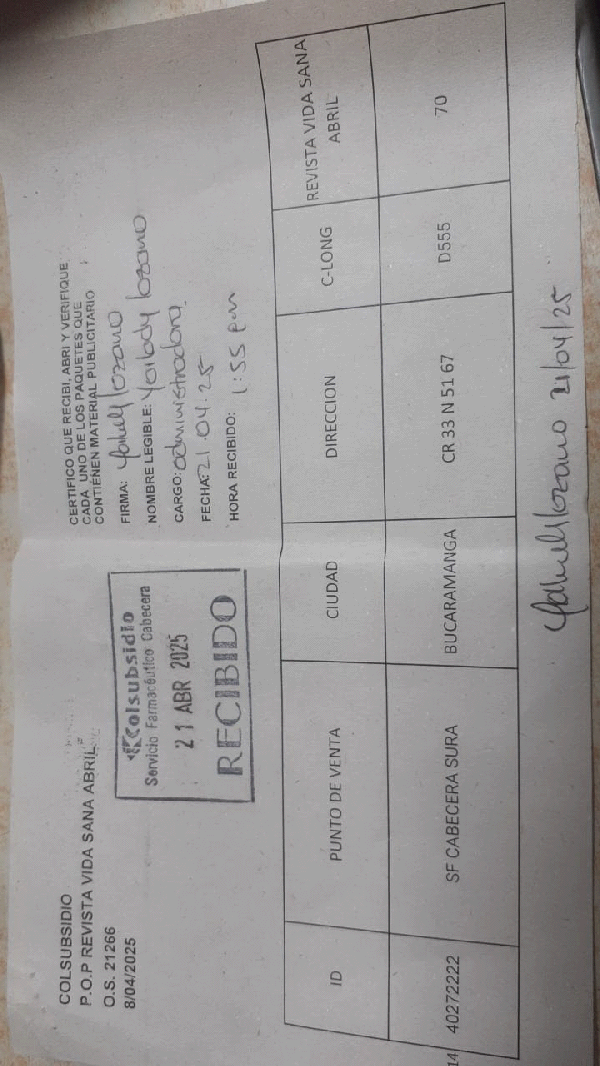 COLSUBSIDIO
P.O.P REVISTA VIDA SANA ABRIL
O.S. 21266
8/04/2025
Colsubsidio
Servicio Farmacéutico Cabecera
21 ABR 2025
RECIBIDO
CERTIFICO QUE RECIBI, ABRI Y VERIFIQUE
CADA UNO DE LOS PAQUETES QUE
CONTIENEN MATERIAL PUBLICITARIO
FIRMA: lozano
NOMBRE LEGIBLE: lozano
CARGO: administradora
FECHA: 21.04.25
HORA RECIBIDO: 1:55 pm
ID PUNTO DE VENTA CIUDAD DIRECCION C-LONG REVISTA VIDA SANA ABRIL
14 40272222 SF CABECERA SURA BUCARAMANGA CR 33 N 51 67 D555 70
lozano 21/04/25